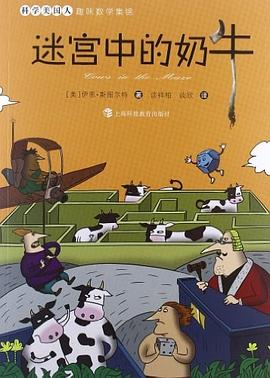 科学美国人趣味数学集锦
迷宫中的奶牛
Cows in the Maze
[美]伊恩·斯图尔特 著 谈祥柏 谈欣 译
上海科技教育出版社